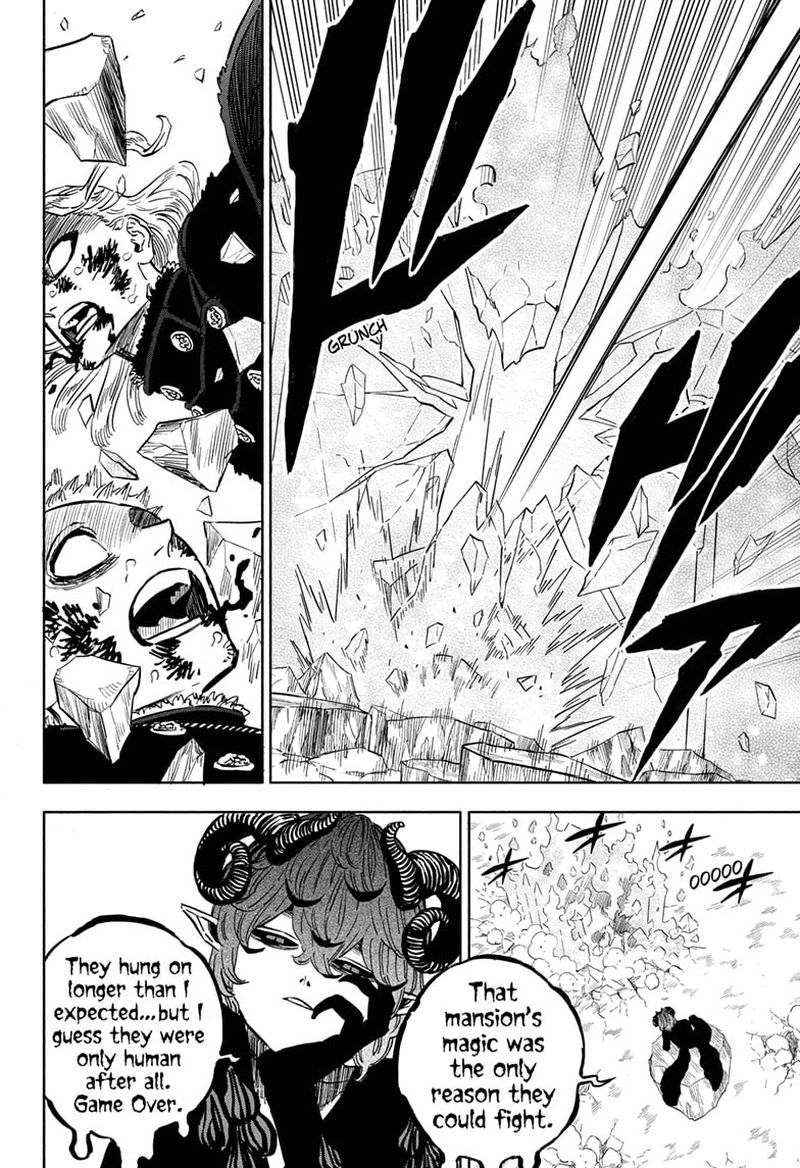 GRUNCH
They hung on
longer than I
expected...but I
guess they were
only human
after all.
Game Over.
That
mansion's
magic was
the only
reason they
could fight.
OOOOO